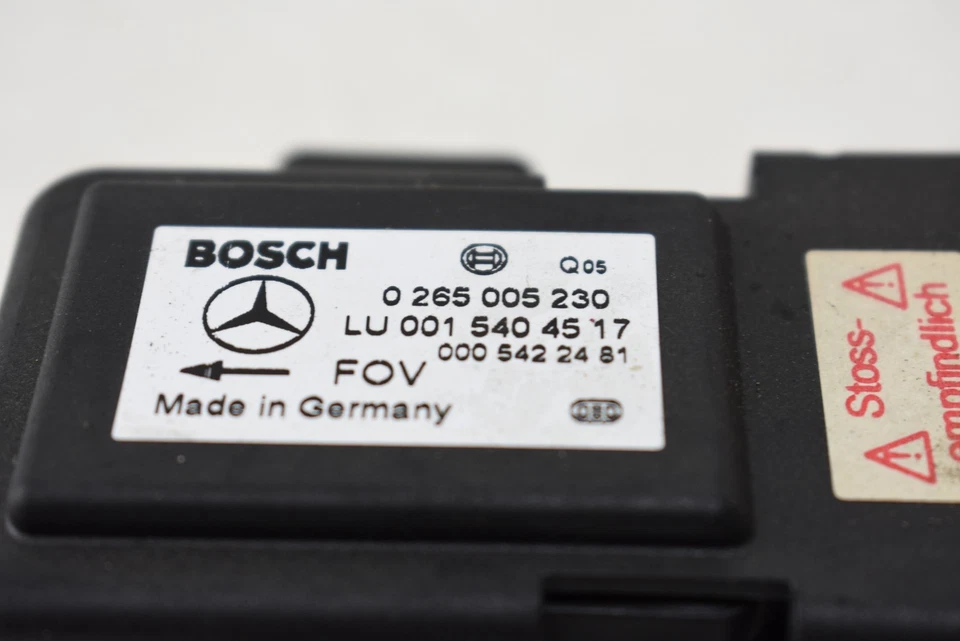 BOSCH
Q05
0 265 005 230
LU 001 540 45 17
000 542 24 81
FOV
Made in Germany
Stoss-
empfindlich